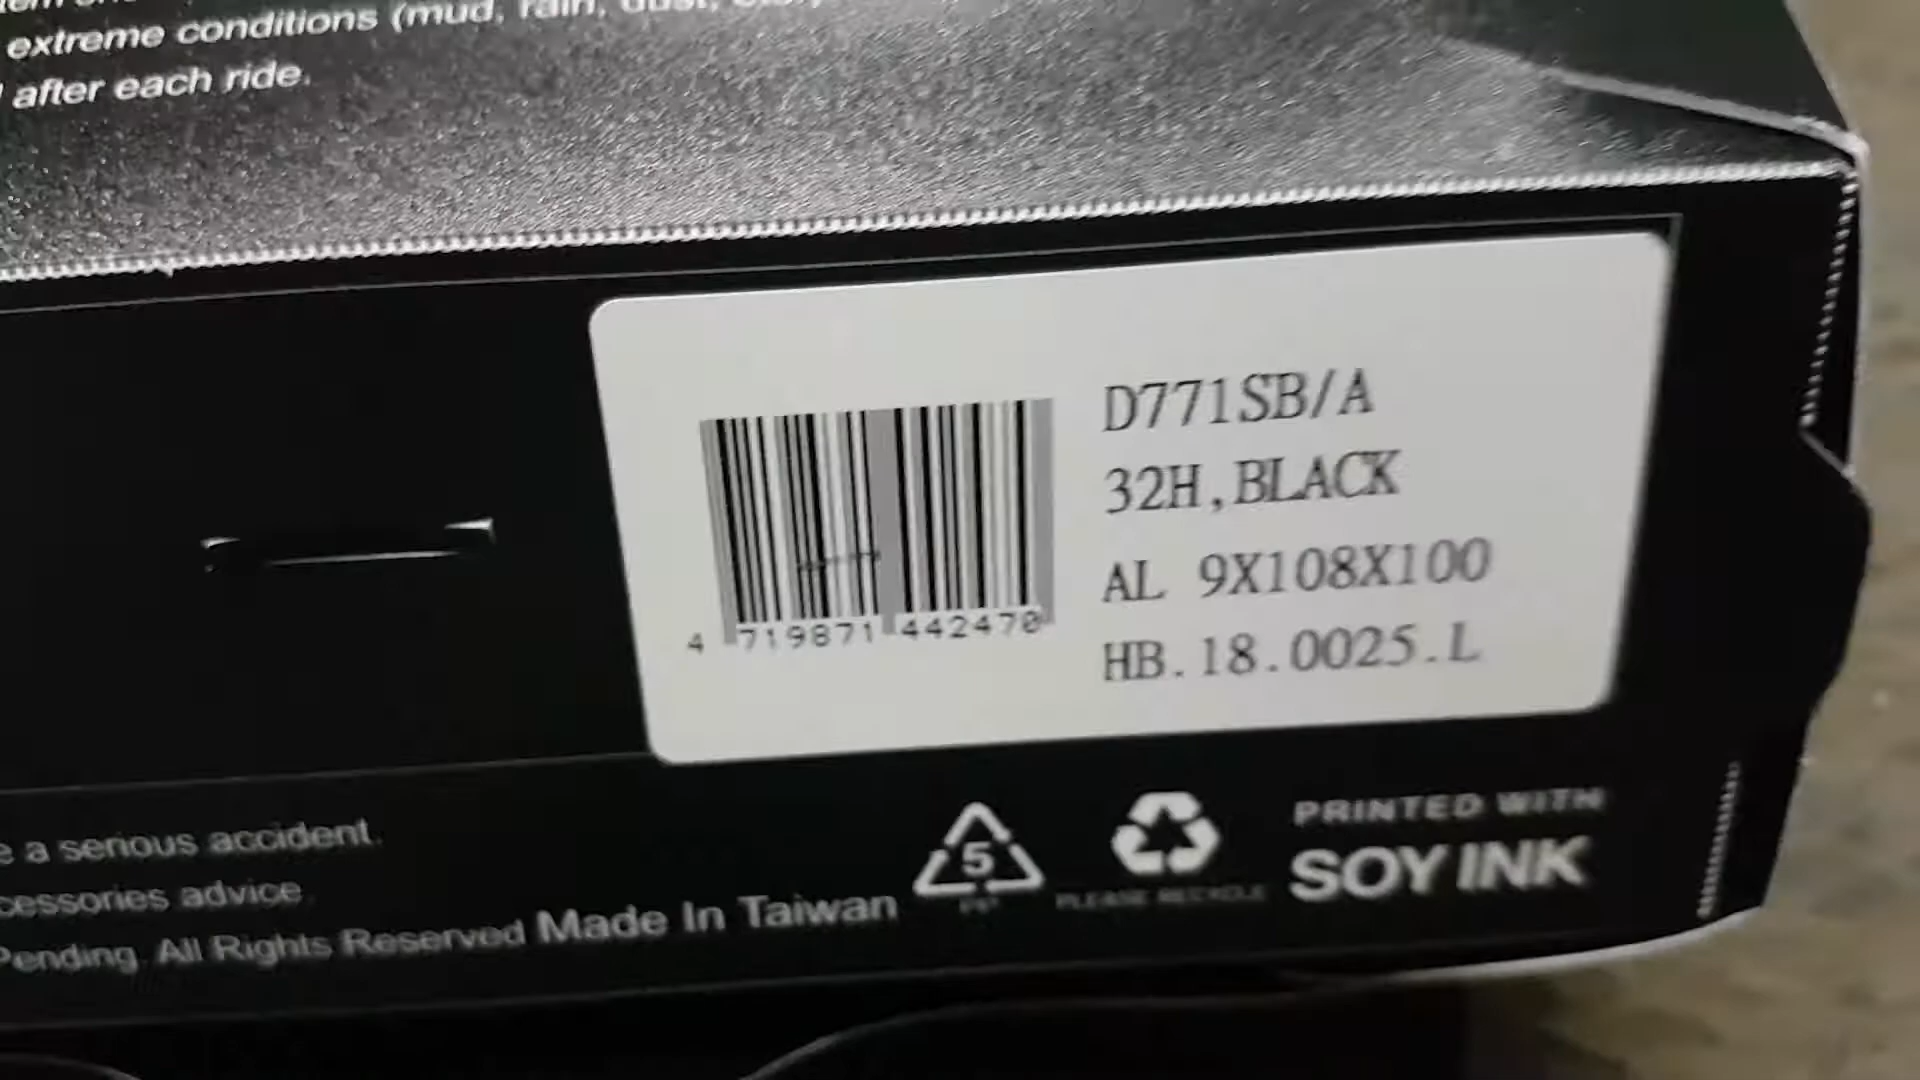 extreme conditions (mud, rain, dust,
after each ride.
D771SB/A
32H,BLACK
AL 9X108X100
HB.18.0025.L
4 719871 442470
e a serious accident.
cessories advice.
Pending. All Rights Reserved Made In Taiwan
5
PP
PLEASE RECYCLE
PRINTED WITH
SOY INK